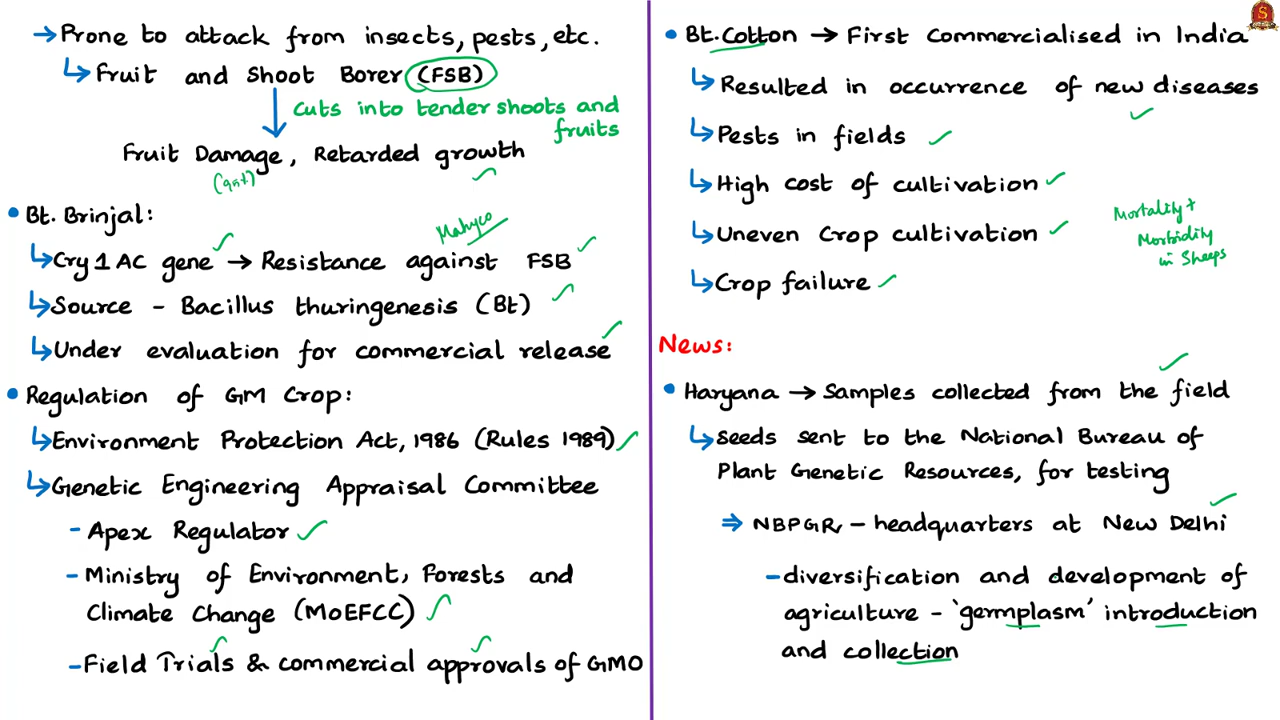 → Prone to attack from insects, pests, etc.
↳ Fruit and Shoot Borer (FSB)
cuts into tender shoots and
fruits
Fruit Damage, Retarded growth
• Bt. Brinjal:
Mahyco
↳ Cry 1 AC gene → Resistance against FSB
↳ Source - Bacillus thuringenesis (Bt)
↳ Under evaluation for commercial release
• Regulation of GM Crop:
↳ Environment Protection Act, 1986 (Rules 1989)
↳ Genetic Engineering Appraisal Committee
- Apex Regulator
- Ministry of Environment, Forests and
Climate Change (MoEFCC)
- Field Trials & commercial approvals of GMO
• Bt. Cotton → First Commercialised in India
↳ Resulted in occurrence of new diseases
↳ Pests in fields
↳ High cost of cultivation
↳ Uneven Crop cultivation
Mortality +
Morbidity
in Sheeps
↳ Crop failure
News:
• Haryana → Samples collected from the field
↳ Seeds sent to the National Bureau of
Plant Genetic Resources, for testing
⇒ NBPGR - headquarters at New Delhi
- diversification and development of
agriculture - 'germplasm' introduction
and collection